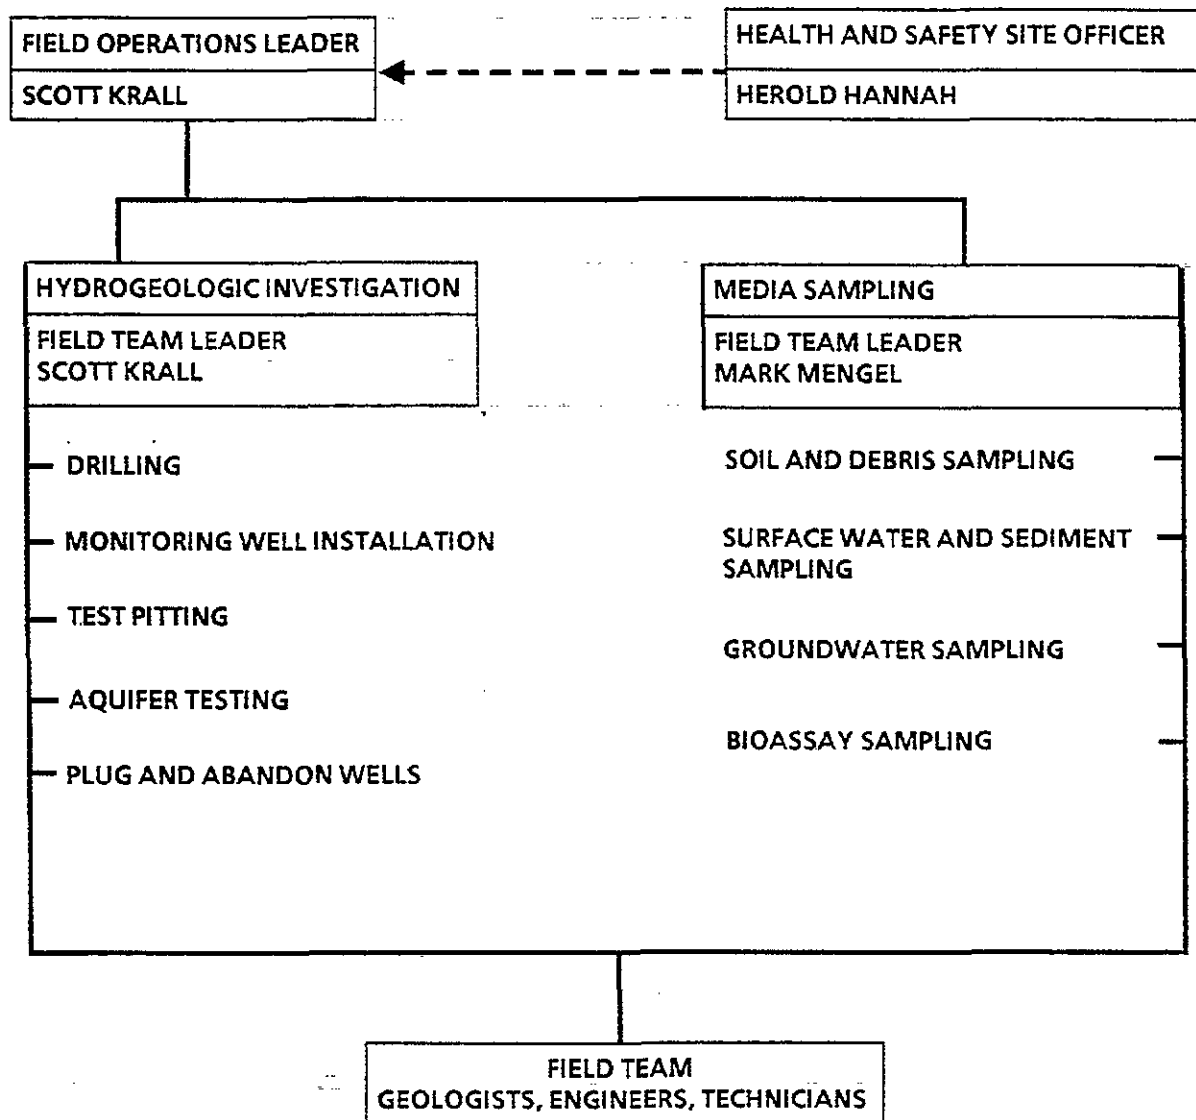 FIELD OPERATIONS LEADER
SCOTT KRALL
HEALTH AND SAFETY SITE OFFICER
HEROLD HANNAH
HYDROGEOLOGIC INVESTIGATION
FIELD TEAM LEADER
SCOTT KRALL
MEDIA SAMPLING
FIELD TEAM LEADER
MARK MENGEL
DRILLING
MONITORING WELL INSTALLATION
TEST PITTING
AQUIFER TESTING
PLUG AND ABANDON WELLS
SOIL AND DEBRIS SAMPLING
SURFACE WATER AND SEDIMENT
SAMPLING
GROUNDWATER SAMPLING
BIOASSAY SAMPLING
FIELD TEAM
GEOLOGISTS, ENGINEERS, TECHNICIANS